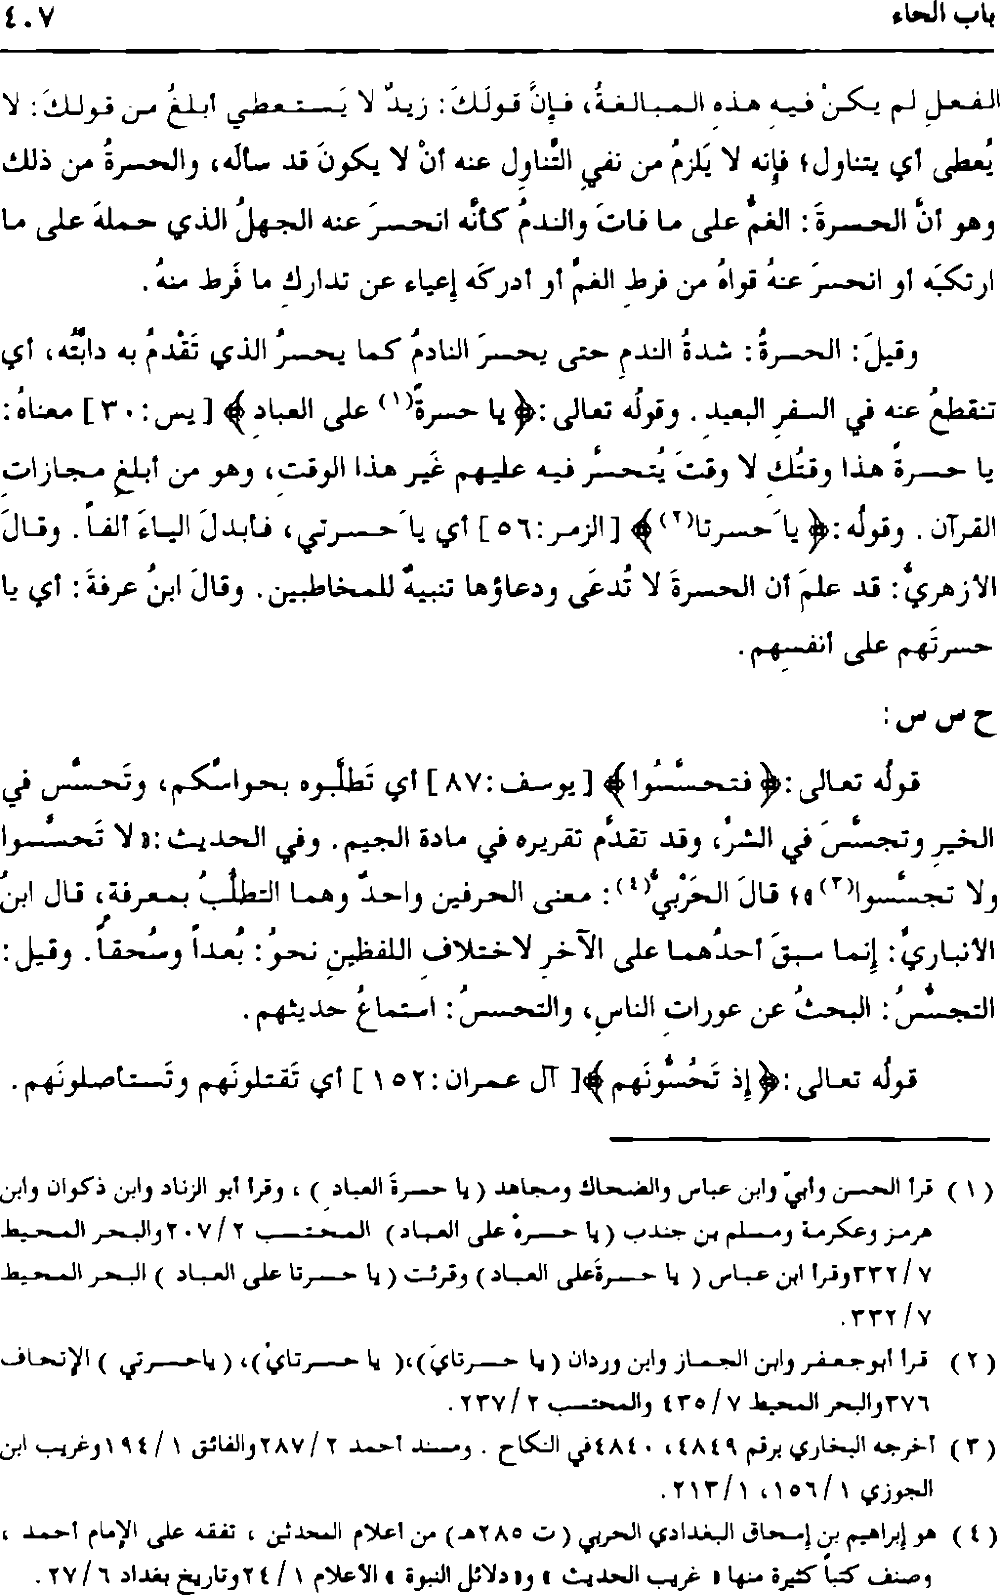 باب الحاء ٤٠٧
الفعلِ لم يكنْ فيه هذه المبالغةُ، فإنَّ قولَكَ: زيدٌ لا يَستعطي أبلغُ من قولكَ: لا
يُعطى أي يتناول؛ فإنه لا يَلزمُ من نفيِ التَّناوِل عنه أنْ لا يكونَ قد سألَه، والحسرةُ من ذلك
وهو أنَّ الحسرةَ: الغمُّ على ما فاتَ والندمُ كأنَّه انحسرَ عنه الجهلُ الذي حملهَ على ما
ارتكبَه أو انحسرَ عنهُ قواهُ من فرطِ الغمِّ أو أدركَه إعياء عن تداركِ ما فَرط منهُ.
وقيلَ: الحسرةُ: شدةُ الندمِ حتى يحسرَ النادمُ كما يحسرُ الذي تَقْدمُ به دابَّتُه، أي
تنقطعُ عنه في السفرِ البعيدِ. وقولُه تعالى: ﴿يا حسرةً(١) على العبادِ﴾ [يس: ٣٠] معناهُ:
يا حسرةً هذا وقتُكِ لا وقتَ يُتحسَّر فيه عليهم غَير هذا الوقتِ، وهو من أبلغِ مجازاتِ
القرآن. وقولُه: ﴿يا حَسرتا(٢)﴾ [الزمر: ٥٦] أي يا حَسرتي، فأبدلَ الياءَ ألفاً. وقالَ
الأزهريُّ: قد علمَ أن الحسرةَ لا تُدعَى ودعاؤها تنبيهٌ للمخاطبين. وقالَ ابنُ عرفةَ: أي يا
حسرتَهم على أنفسِهم.
ح س س:
قولُه تعالى: ﴿فتحسَّسُوا﴾ [يوسف: ٨٧] أي تَطلَّبوه بحواسِّكم، وتَحسَّس في
الخيرِ وتجسَّسَ في الشرِّ، وقد تقدَّم تقريره في مادة الجيم. وفي الحديث: «لا تَحسَّسوا
ولا تجسَّسوا(٣)»؛ قالَ الحَرْبيُّ(٤): معنى الحرفين واحدٌ وهما التطلُّبُ بمعرفة، قال ابنُ
الأنباريُّ: إنما سبقَ أحدُهما على الآخرِ لاختلافِ اللفظينِ نحوُ: بُعداً وسُحقاً. وقيل:
التجسُّسُ: البحثُ عن عوراتِ الناسِ، والتحسسُ: استماعُ حديثهم.
قولُه تعالى: ﴿إذ تَحُسُّونَهم﴾ [آل عمران: ١٥٢] أي تَقتلونَهم وتَستأصلونَهم.
(١) قرأ الحسن وأبيّ وابن عباس والضحاك ومجاهد (يا حسرةَ العبادِ)، وقرأ أبو الزناد وابن ذكوان وابن
هرمز وعكرمة ومسلم بن جندب (يا حسرهْ على العباد) المحتسب ٢/٢٠٧ والبحر المحيط
٧/٣٣٢ وقرأ ابن عباس (يا حسرةَ على العباد) وقرئت (يا حسرتا على العباد) البحر المحيط
٧/٣٣٢.
(٢) قرأ أبو جعفر وابن الجماز وابن وردان (يا حسرتايَ)، (يا حسرتايْ)، (ياحسرتي) الإتحاف
٣٧٦ والبحر المحيط ٧/٤٣٥ والمحتسب ٢/٢٣٧.
(٣) أخرجه البخاري برقم ٤٨٤٩، ٤٨٤٠ في النكاح. ومسند أحمد ٢/٢٨٧ والفائق ١/١٩٤ وغريب ابن
الجوزي ١/١٥٦، ١/٢١٣.
(٤) هو إبراهيم بن إسحاق البغدادي الحربي (ت ٢٨٥هـ) من أعلام المحدثين، تفقه على الإمام أحمد،
وصنف كتباً كثيرة منها «غريب الحديث» و«دلائل النبوة» الأعلام ١/٢٤ وتاريخ بغداد ٦/٢٧.